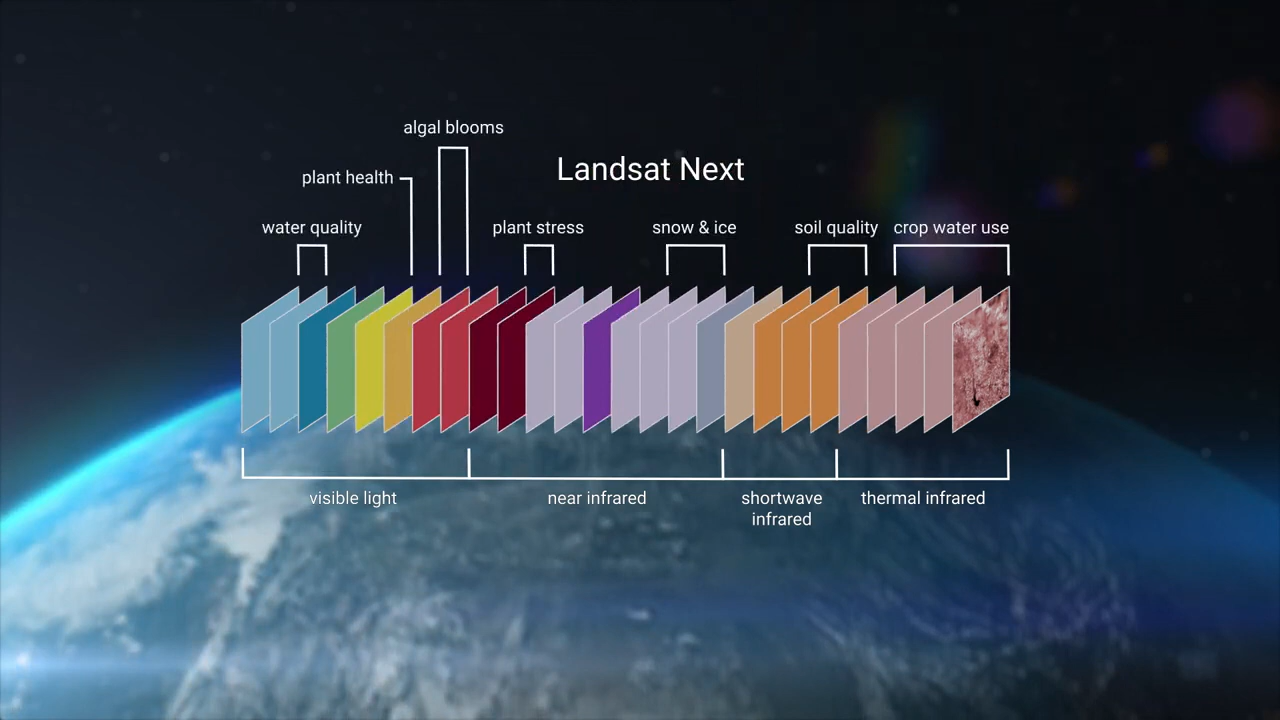 algal blooms
Landsat Next
plant health
water quality
plant stress
snow & ice
soil quality
crop water use
visible light
near infrared
shortwave
infrared
thermal infrared